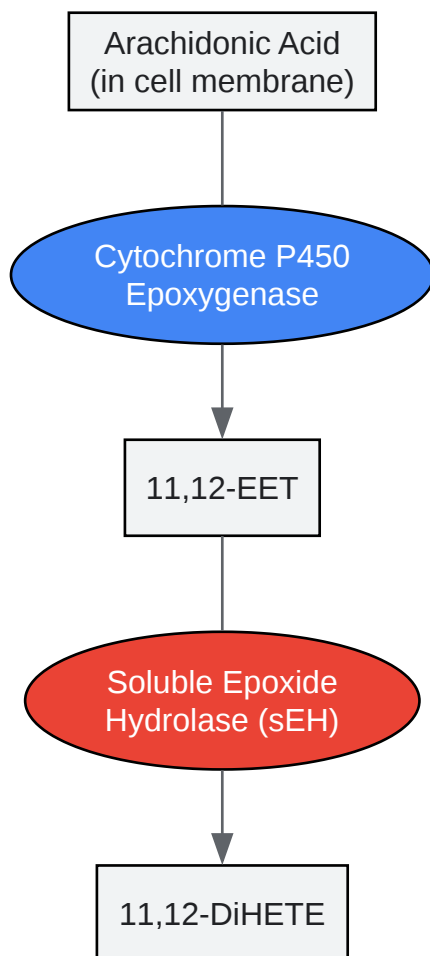 Arachidonic Acid
(in cell membrane)
Cytochrome P450
Epoxygenase
11,12-EET
Soluble Epoxide
Hydrolase (sEH)
11,12-DiHETE